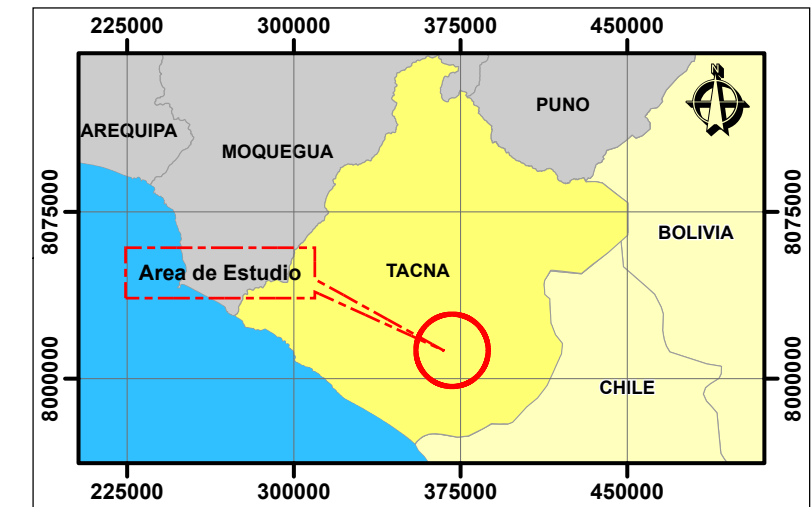 225000 300000 375000 450000
N
PUNO
AREQUIPA
MOQUEGUA
8075000 8075000
BOLIVIA
Area de Estudio TACNA
8000000 8000000
CHILE
225000 300000 375000 450000